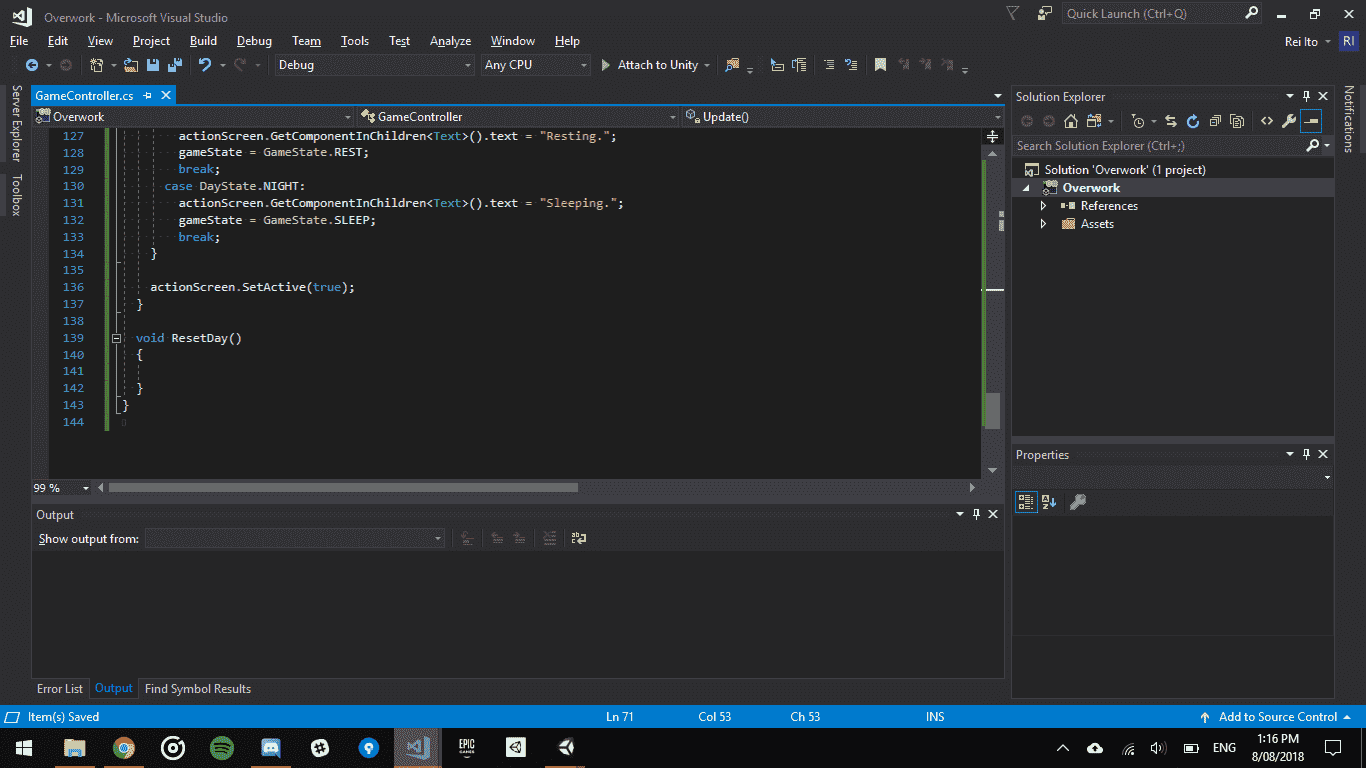 Overwork - Microsoft Visual Studio
Quick Launch (Ctrl+Q)
File Edit View Project Build Debug Team Tools Test Analyze Window Help
Rei Ito RI
Debug Any CPU Attach to Unity
Server Explorer
Toolbox
GameController.cs
Overwork GameController Update()
127 actionScreen.GetComponentInChildren<Text>().text = "Resting.";
128 gameState = GameState.REST;
129 break;
130 case DayState.NIGHT:
131 actionScreen.GetComponentInChildren<Text>().text = "Sleeping.";
132 gameState = GameState.SLEEP;
133 break;
134 }
135
136 actionScreen.SetActive(true);
137 }
138
139 void ResetDay()
140 {
141
142 }
143 }
144
99 %
Output
Show output from:
Error List Output Find Symbol Results
Solution Explorer
Search Solution Explorer (Ctrl+;)
Solution 'Overwork' (1 project)
Overwork
References
Assets
Properties
Notifications
Item(s) Saved Ln 71 Col 53 Ch 53 INS Add to Source Control
EPIC GAMES
ENG
1:16 PM
8/08/2018